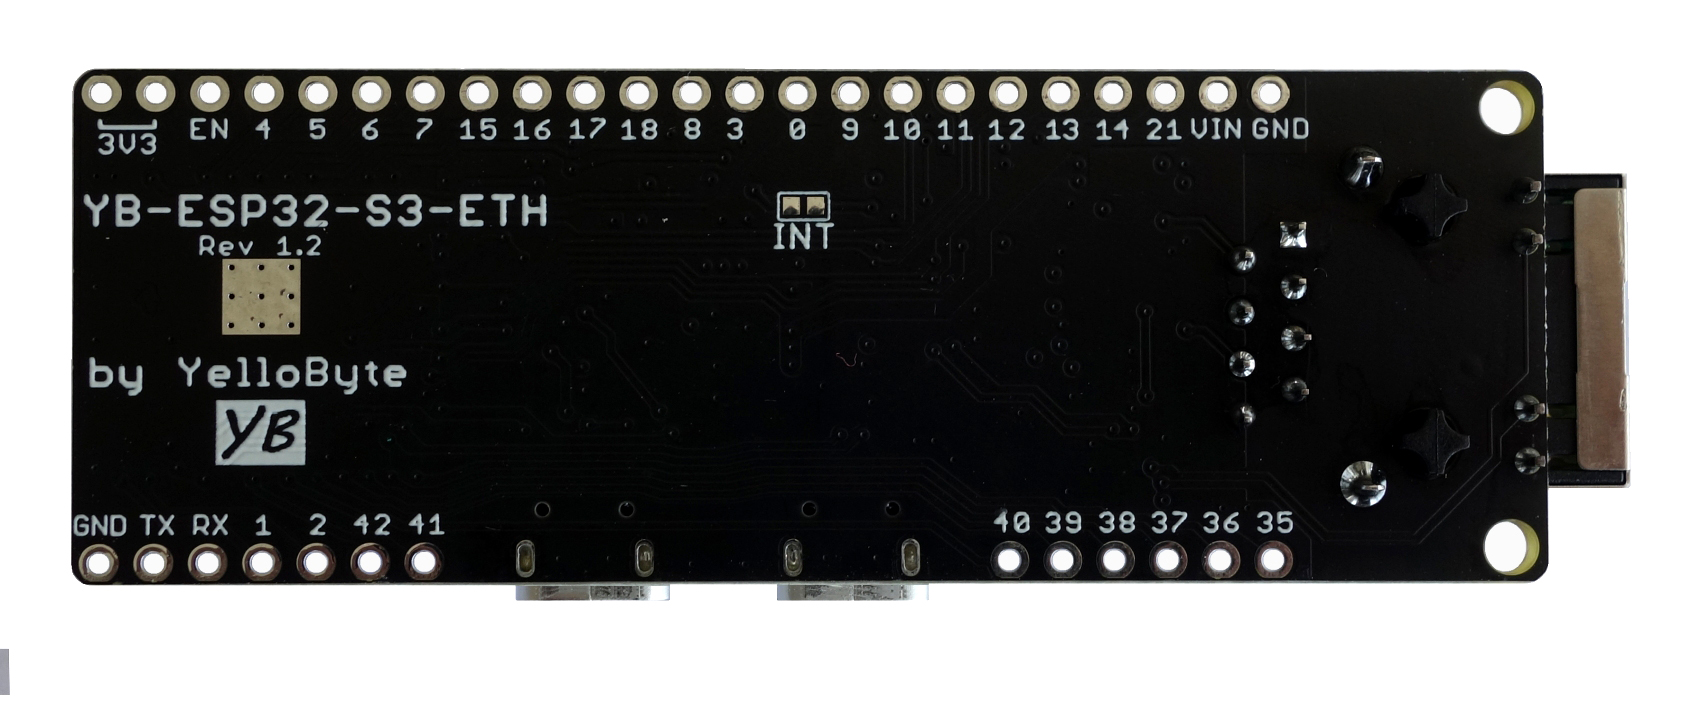 3V3 EN 4 5 6 7 15 16 17 18 8 3 0 9 10 11 12 13 14 21 VIN GND
YB-ESP32-S3-ETH
Rev 1.2
INT
by YelloByte
YB
GND TX RX 1 2 42 41 40 39 38 37 36 35